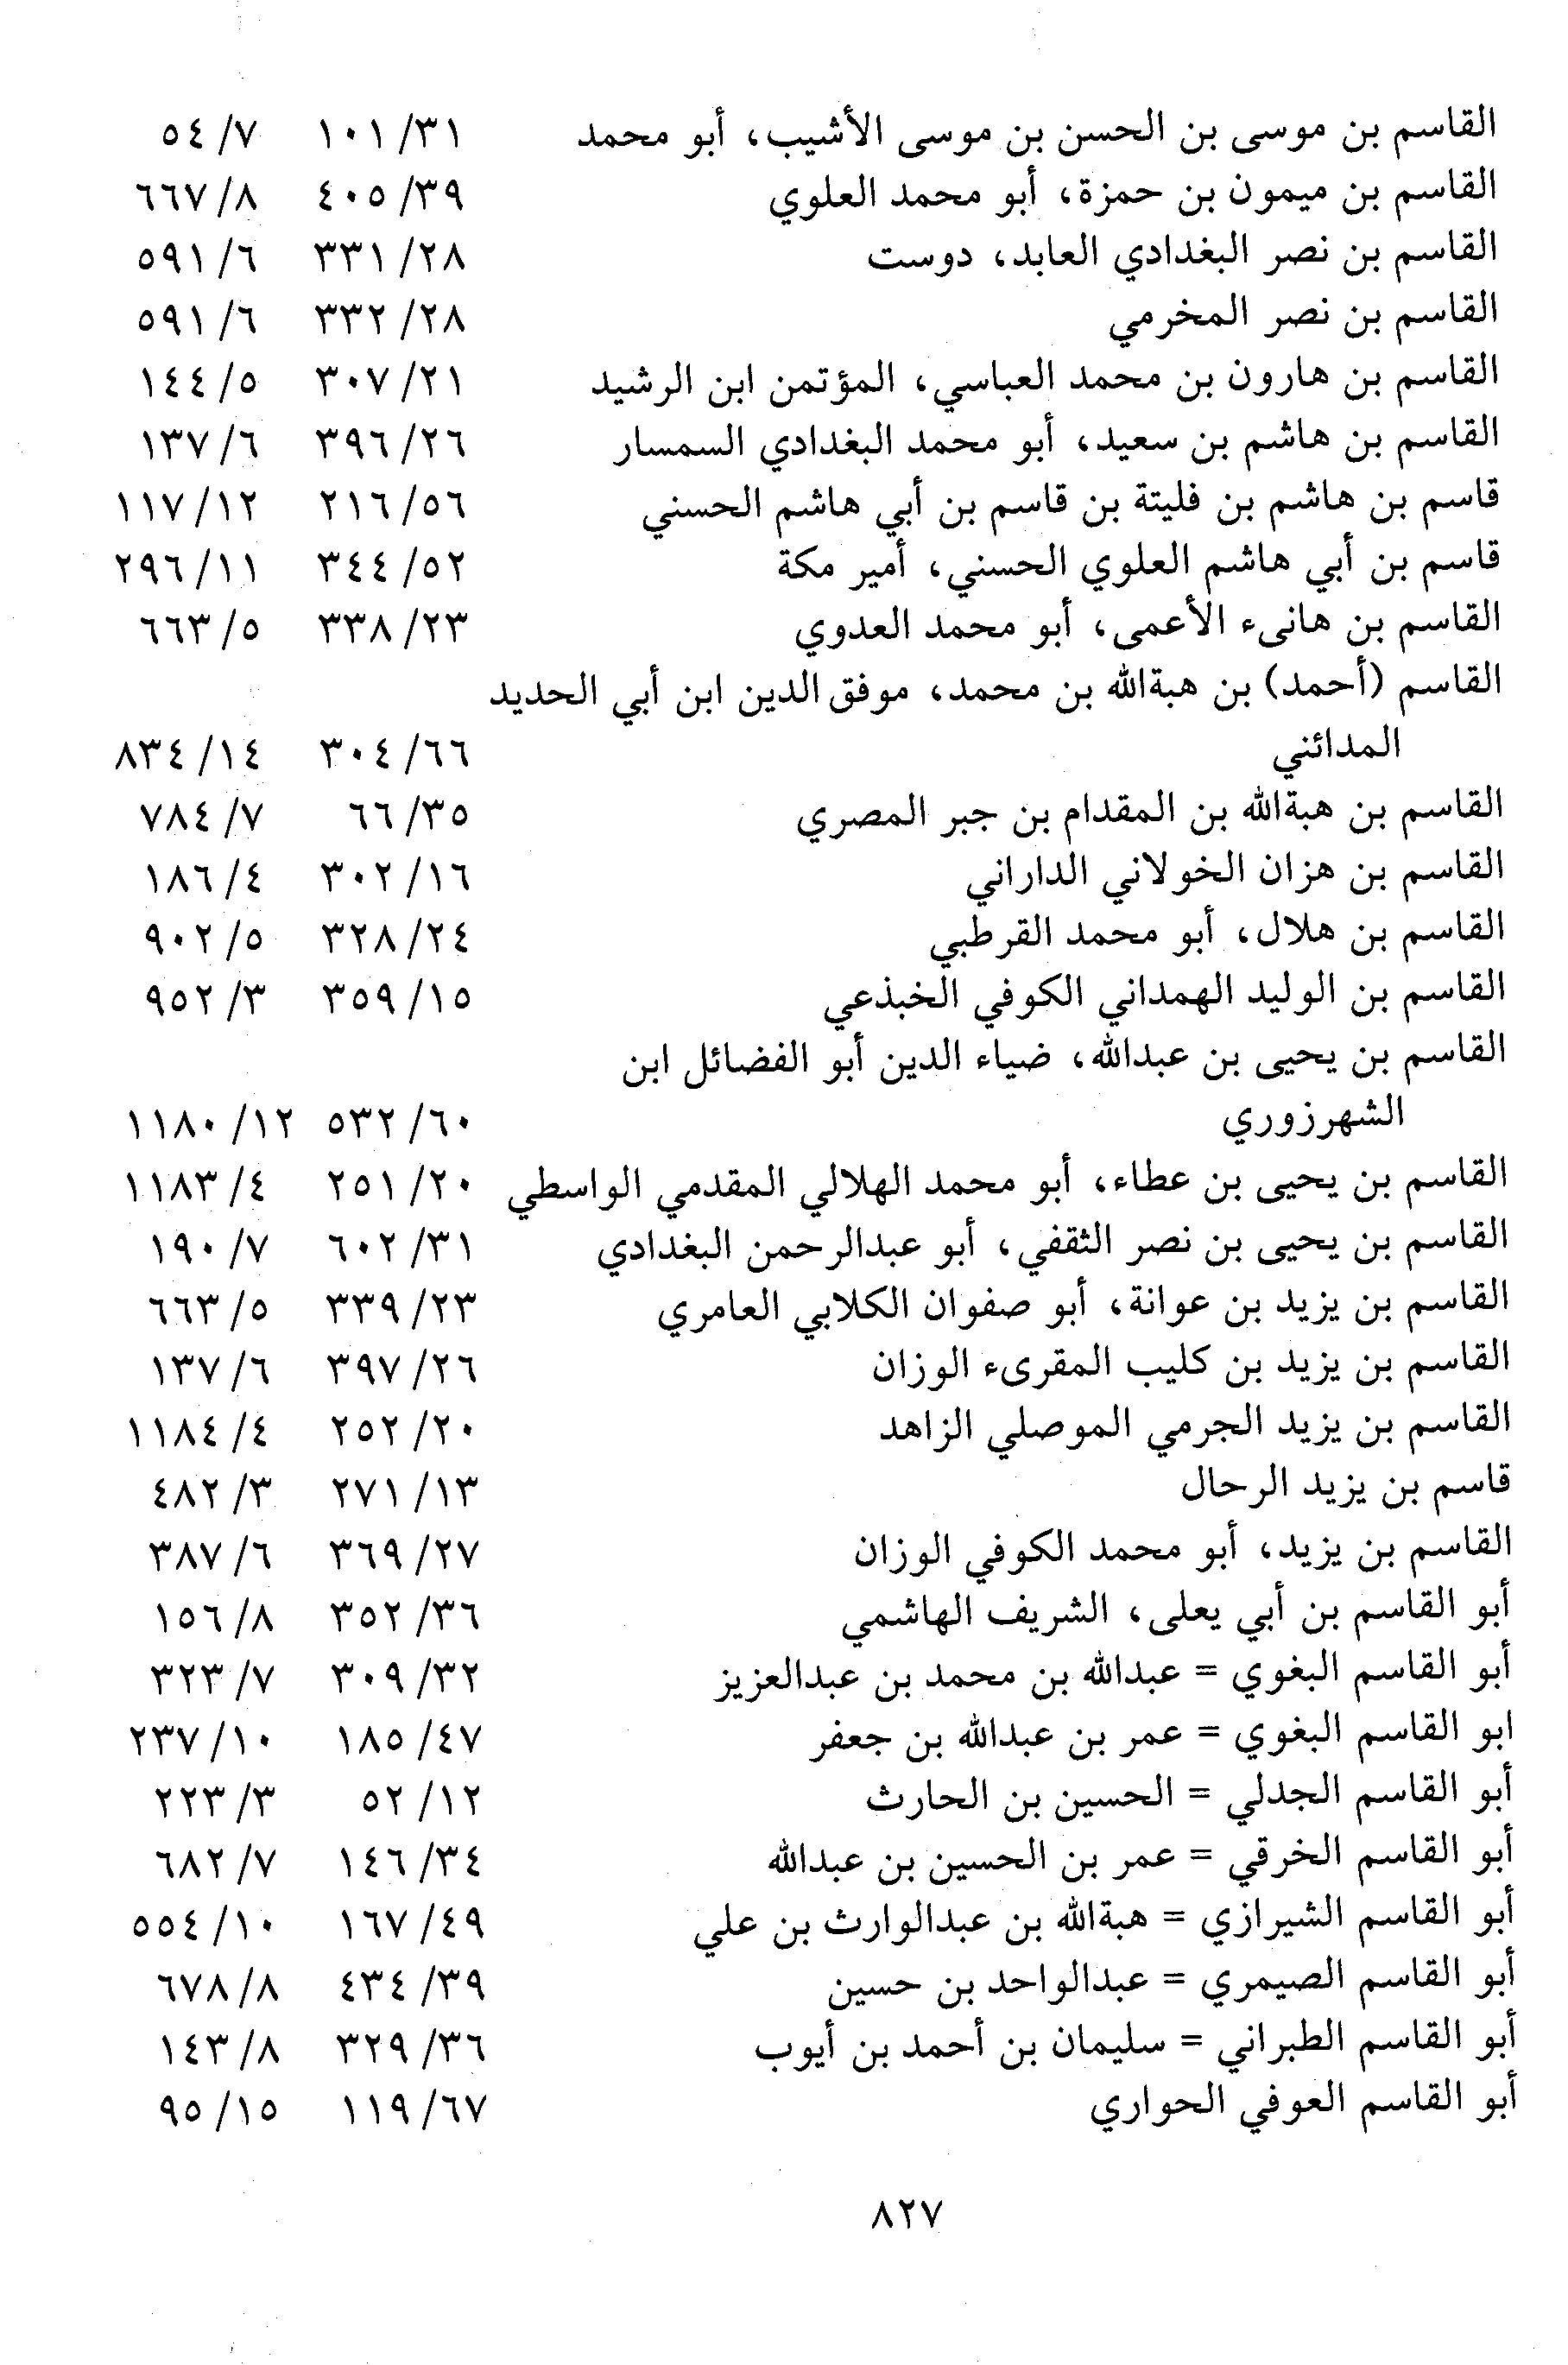 القاسم بن موسى بن الحسن بن موسى الأشيب، أبو محمد ٣١/ ١٠١ ٧/ ٥٤
القاسم بن ميمون بن حمزة، أبو محمد العلوي ٣٩/ ٤٠٥ ٨/ ٦٦٧
القاسم بن نصر البغدادي العابد، دوست ٢٨/ ٣٣١ ٦/ ٥٩١
القاسم بن نصر المخرمي ٢٨/ ٣٣٢ ٦/ ٥٩١
القاسم بن هارون بن محمد العباسي، المؤتمن ابن الرشيد ٢١/ ٣٠٧ ٥/ ١٤٤
القاسم بن هاشم بن سعيد، أبو محمد البغدادي السمسار ٢٦/ ٣٩٦ ٦/ ١٣٧
قاسم بن هاشم بن فليتة بن قاسم بن أبي هاشم الحسني ٥٦/ ٢١٦ ١٢/ ١١٧
قاسم بن أبي هاشم العلوي الحسني، أمير مكة ٥٢/ ٣٤٤ ١١/ ٢٩٦
القاسم بن هانىء الأعمى، أبو محمد العدوي ٢٣/ ٣٣٨ ٥/ ٦٦٣
القاسم (أحمد) بن هبةالله بن محمد، موفق الدين ابن أبي الحديد
المدائني ٦٦/ ٣٠٤ ١٤/ ٨٣٤
القاسم بن هبةالله بن المقدام بن جبر المصري ٣٥/ ٦٦ ٧/ ٧٨٤
القاسم بن هزان الخولاني الداراني ١٦/ ٣٠٢ ٤/ ١٨٦
القاسم بن هلال، أبو محمد القرطبي ٢٤/ ٣٢٨ ٥/ ٩٠٢
القاسم بن الوليد الهمداني الكوفي الخبذعي ١٥/ ٣٥٩ ٣/ ٩٥٢
القاسم بن يحيى بن عبدالله، ضياء الدين أبو الفضائل ابن
الشهرزوري ٦٠/ ٥٣٢ ١٢/ ١١٨٠
القاسم بن يحيى بن عطاء، أبو محمد الهلالي المقدمي الواسطي ٢٠/ ٢٥١ ٤/ ١١٨٣
القاسم بن يحيى بن نصر الثقفي، أبو عبدالرحمن البغدادي ٣١/ ٦٠٢ ٧/ ١٩٠
القاسم بن يزيد بن عوانة، أبو صفوان الكلابي العامري ٢٣/ ٣٣٩ ٥/ ٦٦٣
القاسم بن يزيد بن كليب المقرىء الوزان ٢٦/ ٣٩٧ ٦/ ١٣٧
القاسم بن يزيد الجرمي الموصلي الزاهد ٢٠/ ٢٥٢ ٤/ ١١٨٤
قاسم بن يزيد الرحال ١٣/ ٢٧١ ٣/ ٤٨٢
القاسم بن يزيد، أبو محمد الكوفي الوزان ٢٧/ ٣٦٩ ٦/ ٣٨٧
أبو القاسم بن أبي يعلى، الشريف الهاشمي ٣٦/ ٣٥٢ ٨/ ١٥٦
أبو القاسم البغوي = عبدالله بن محمد بن عبدالعزيز ٣٢/ ٣٠٩ ٧/ ٣٢٣
ابو القاسم البغوي = عمر بن عبدالله بن جعفر ٤٧/ ١٨٥ ١٠/ ٢٣٧
أبو القاسم الجدلي = الحسين بن الحارث ١٢/ ٥٢ ٣/ ٢٢٣
أبو القاسم الخرقي = عمر بن الحسين بن عبدالله ٣٤/ ١٤٦ ٧/ ٦٨٢
أبو القاسم الشيرازي = هبةالله بن عبدالوارث بن علي ٤٩/ ١٦٧ ١٠/ ٥٥٤
أبو القاسم الصيمري = عبدالواحد بن حسين ٣٩/ ٤٣٤ ٨/ ٦٧٨
أبو القاسم الطبراني = سليمان بن أحمد بن أيوب ٣٦/ ٣٢٩ ٨/ ١٤٣
أبو القاسم العوفي الحواري ٦٧/ ١١٩ ١٥/ ٩٥
٨٢٧